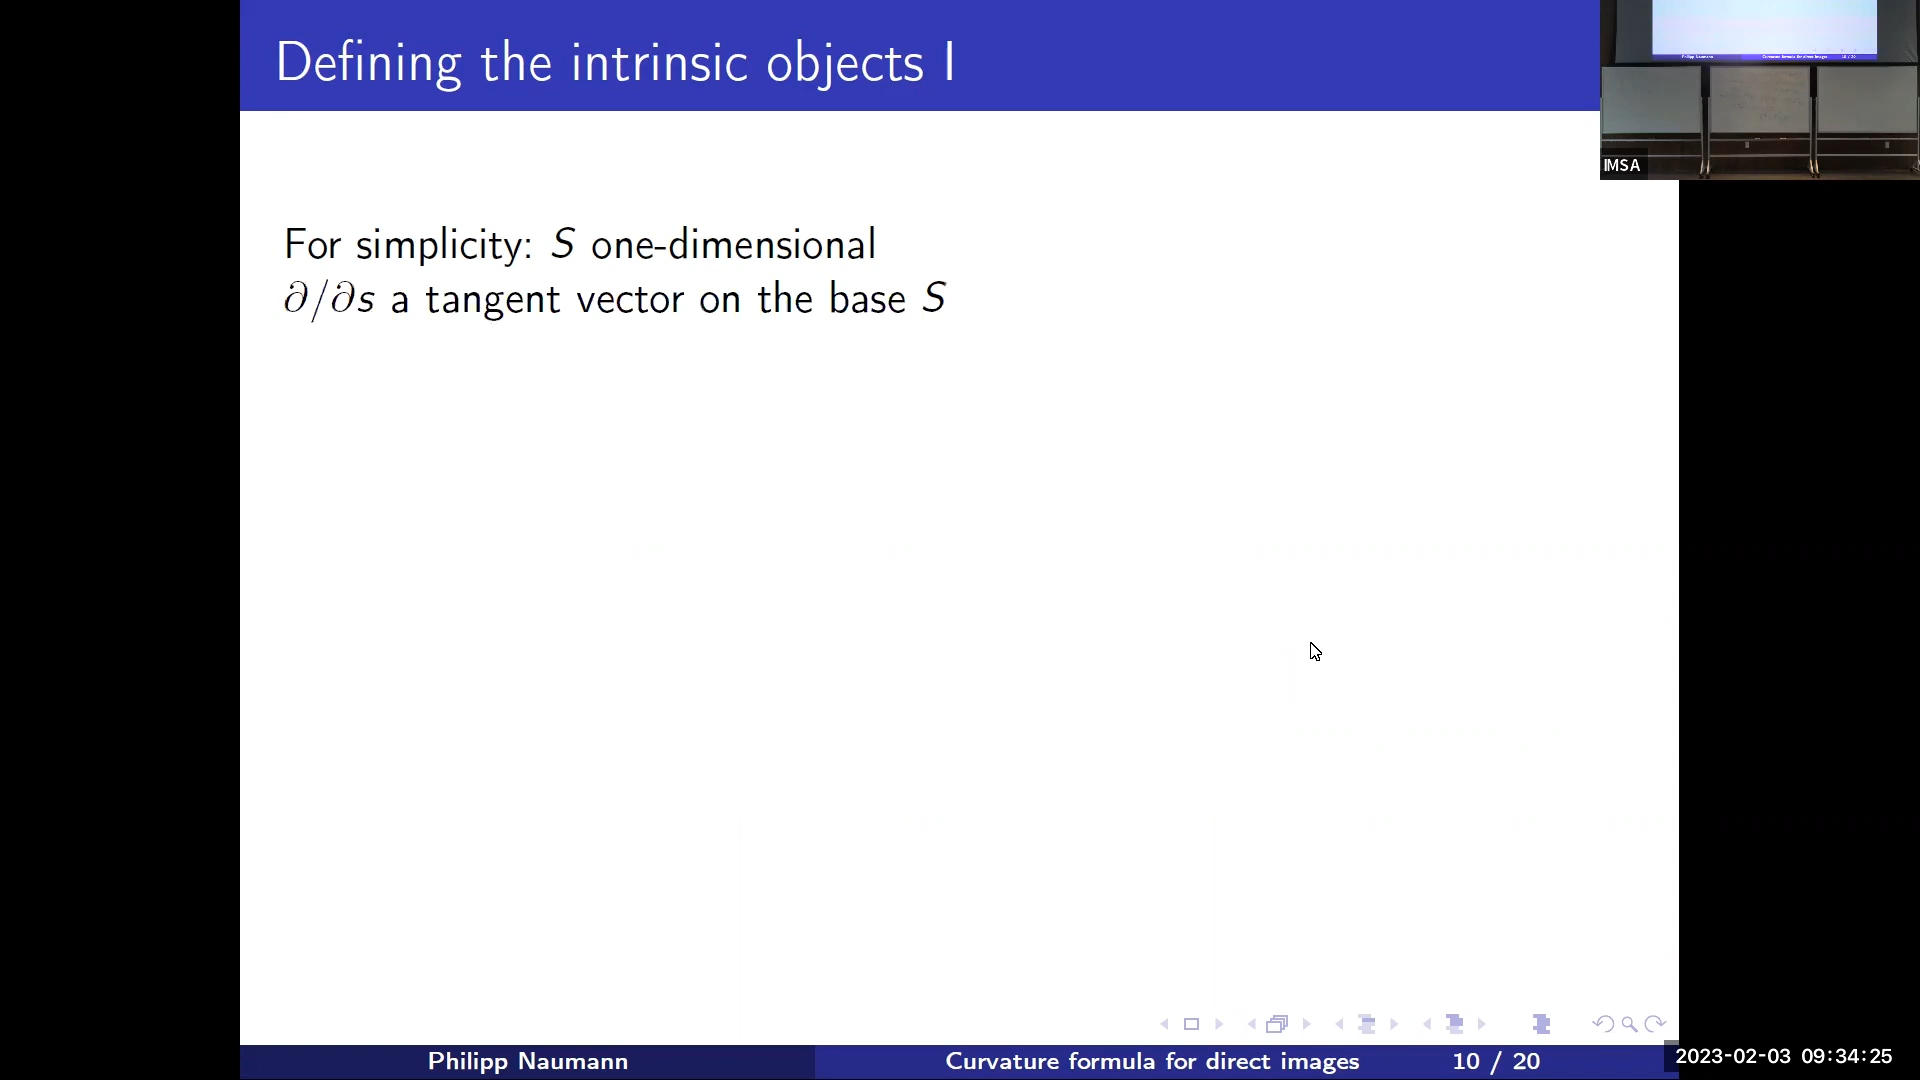 Defining the intrinsic objects I
IMSA
For simplicity: S one-dimensional
∂/∂s a tangent vector on the base S
Philipp Naumann
Curvature formula for direct images 10 / 20
2023-02-03 09:34:25